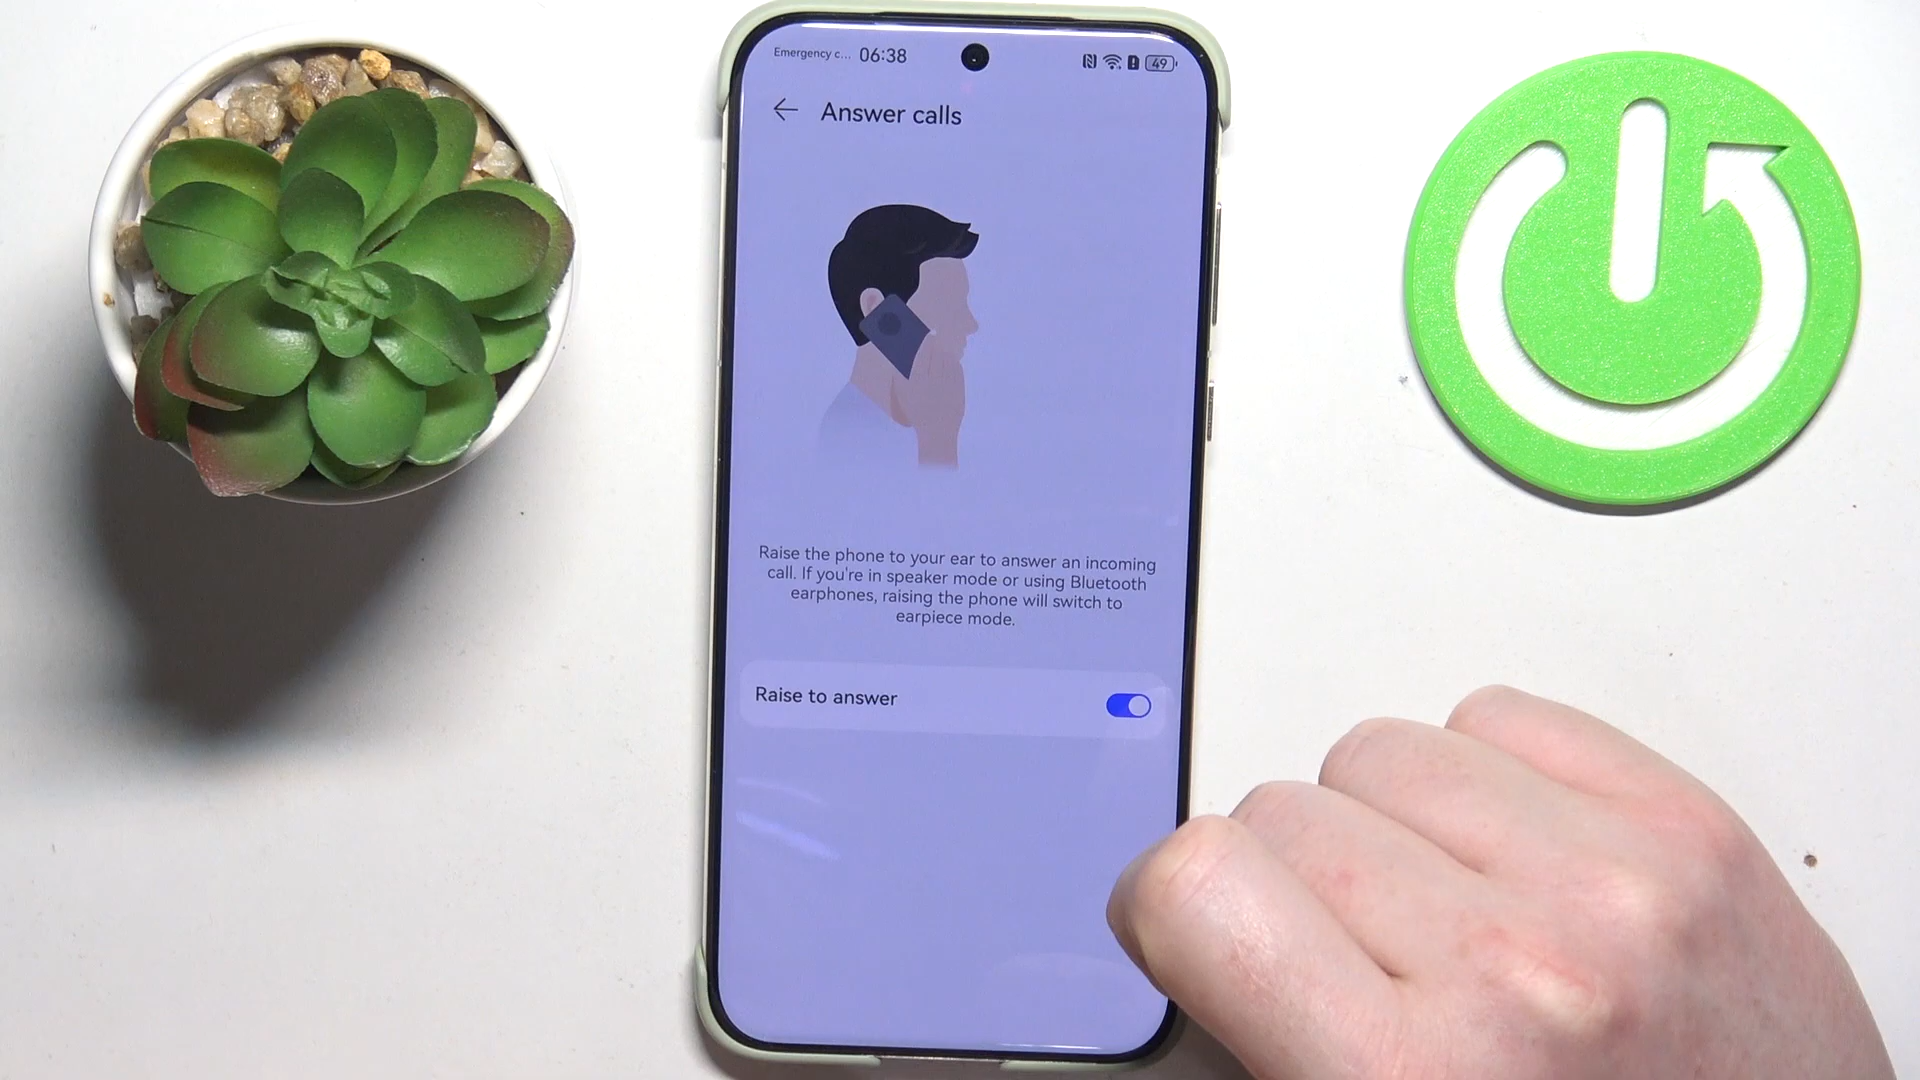 Emergency c... 06:38 49
Answer calls
Raise the phone to your ear to answer an incoming
call. If you're in speaker mode or using Bluetooth
earphones, raising the phone will switch to
earpiece mode.
Raise to answer